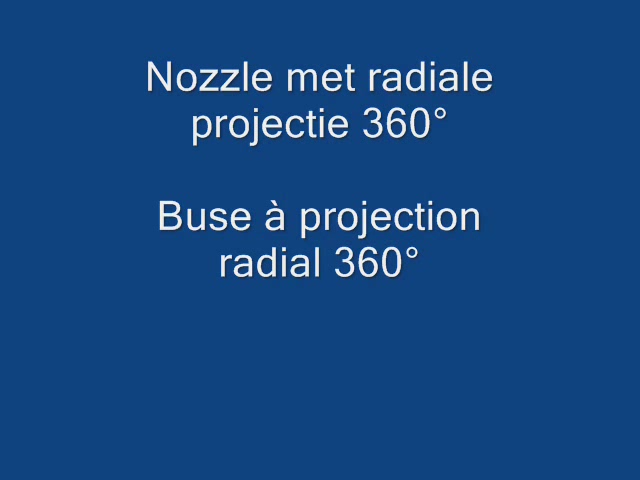 Nozzle met radiale
projectie 360°
Buse à projection
radial 360°